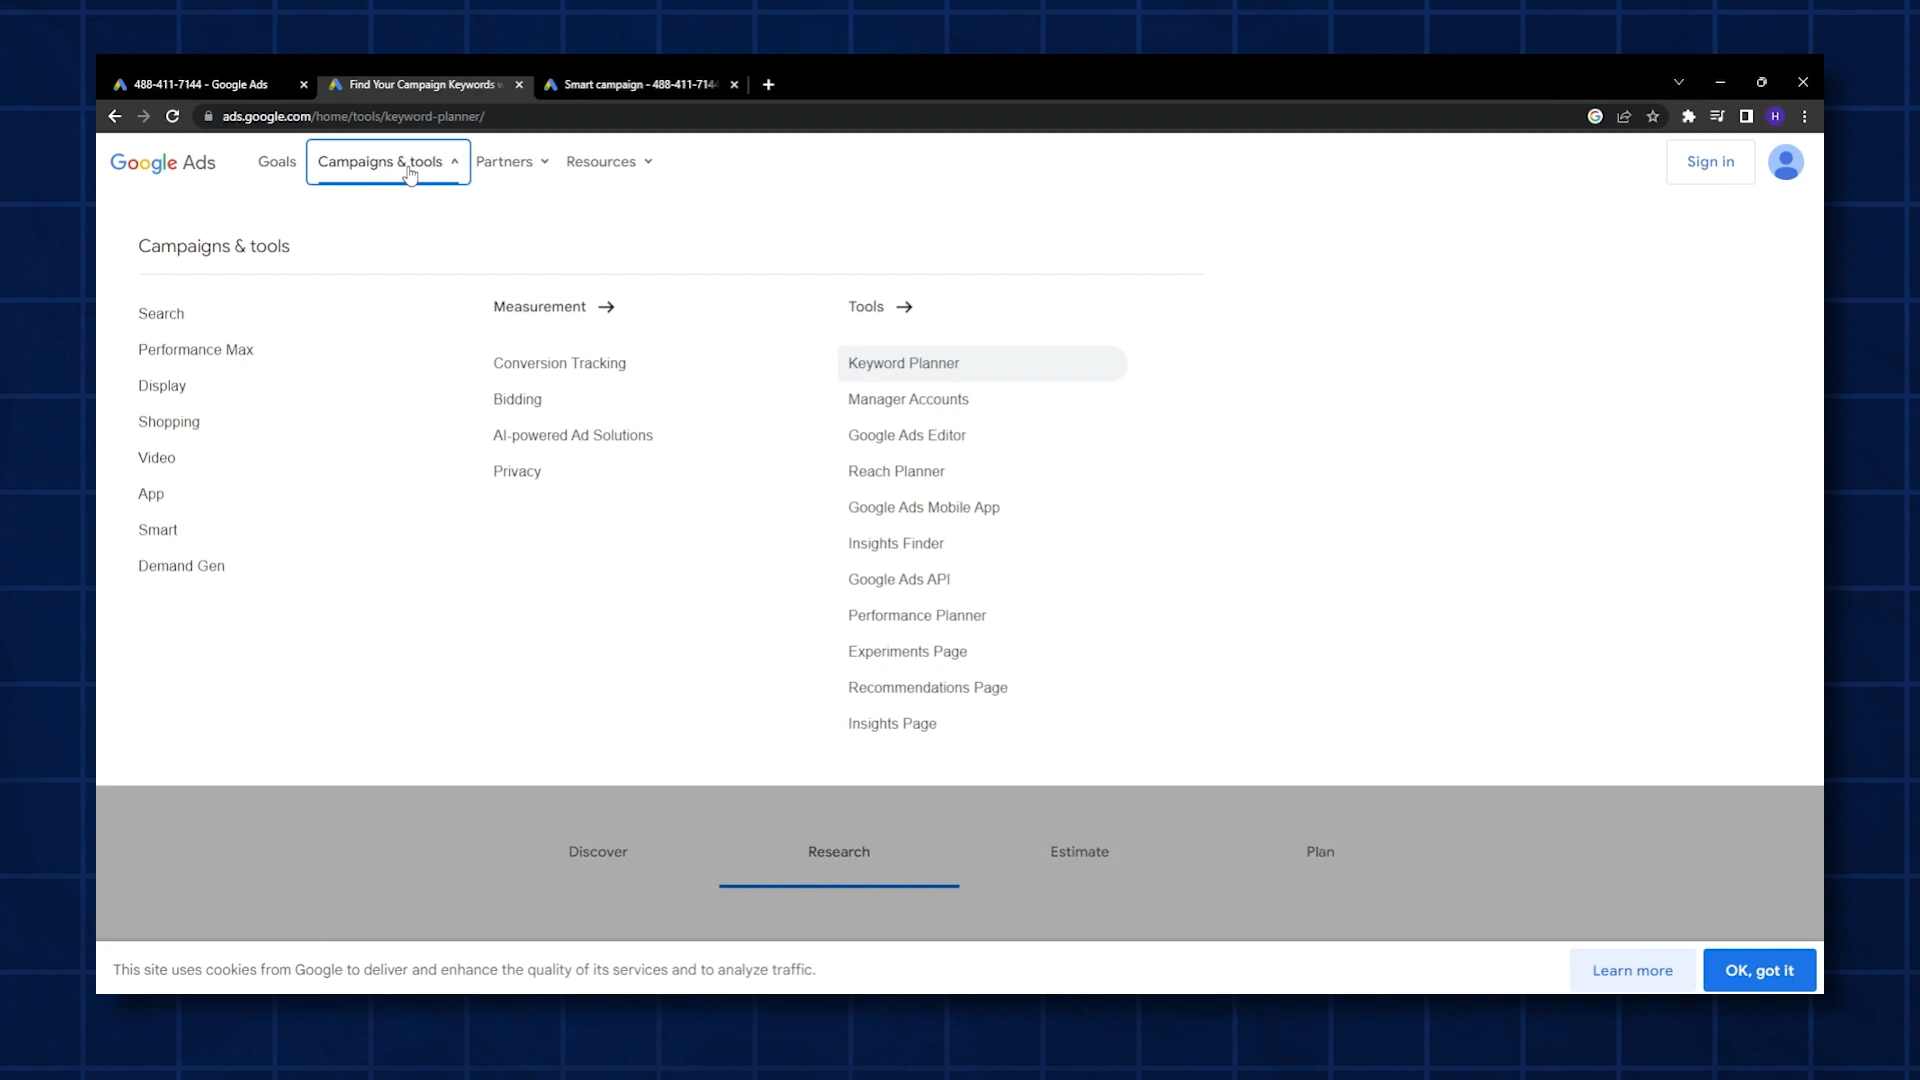 488-411-7144 - Google Ads
Find Your Campaign Keywords
Smart campaign - 488-411-714
ads.google.com/home/tools/keyword-planner/
H
Google Ads
Goals
Campaigns & tools
Partners
Resources
Sign in
Campaigns & tools
Search
Performance Max
Display
Shopping
Video
App
Smart
Demand Gen
Measurement
Conversion Tracking
Bidding
AI-powered Ad Solutions
Privacy
Tools
Keyword Planner
Manager Accounts
Google Ads Editor
Reach Planner
Google Ads Mobile App
Insights Finder
Google Ads API
Performance Planner
Experiments Page
Recommendations Page
Insights Page
Discover
Research
Estimate
Plan
This site uses cookies from Google to deliver and enhance the quality of its services and to analyze traffic.
Learn more
OK, got it